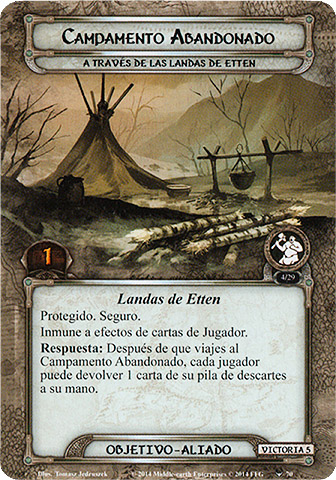 Campamento Abandonado
A través de las Landas de Etten
1
4/29
Landas de Etten
Protegido. Seguro.
Inmune a efectos de cartas de Jugador.
Respuesta: Después de que viajes al
Campamento Abandonado, cada jugador
puede devolver 1 carta de su pila de descartes
a su mano.
Objetivo-Aliado
Victoria 5
Illus. Tomasz Jedruszek
©2014 Middle-earth Enterprises ©2014 FFG
70